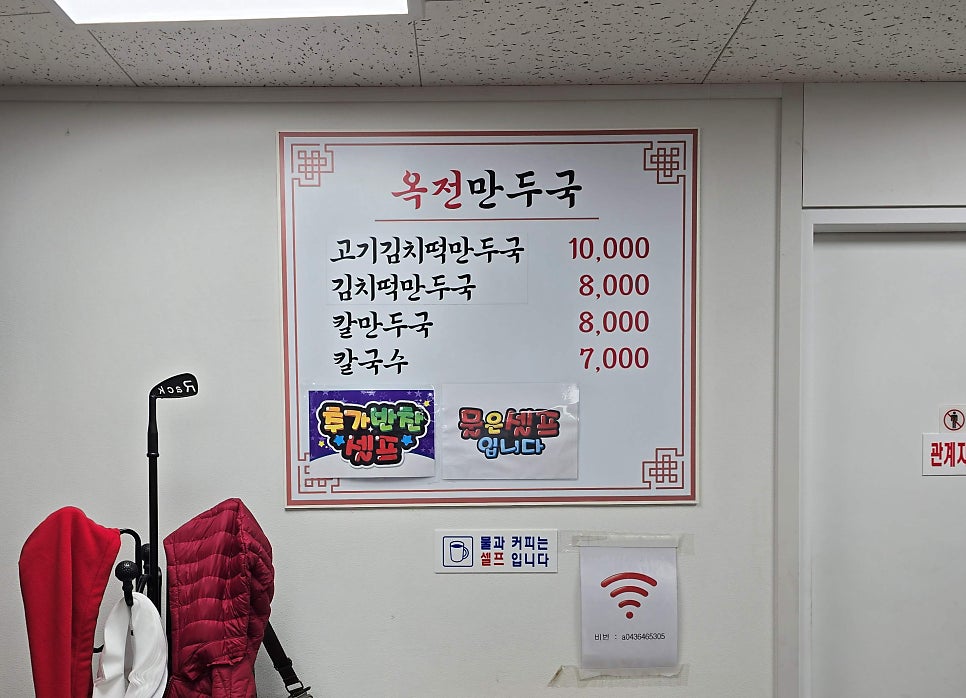 옥전만두국
고기김치떡만두국 10,000
김치떡만두국 8,000
칼만두국 8,000
칼국수 7,000
추가반찬
셀프
물은셀프
입니다
물과 커피는
셀프 입니다
비번 : a0436465305
Rack
관계자